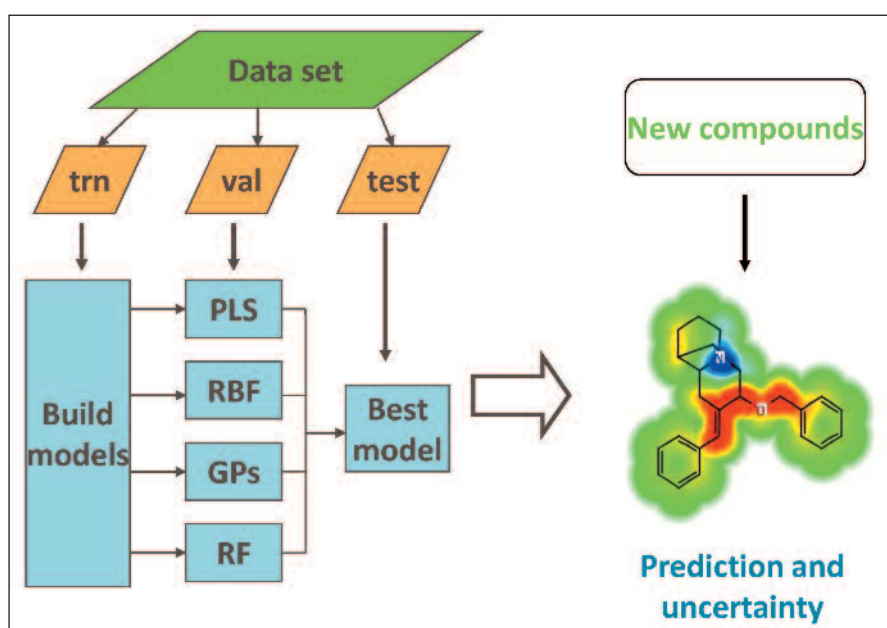 Data set
New compounds
trn
val
test
Build
models
PLS
RBF
GPs
RF
Best
model
N
Prediction and
uncertainty